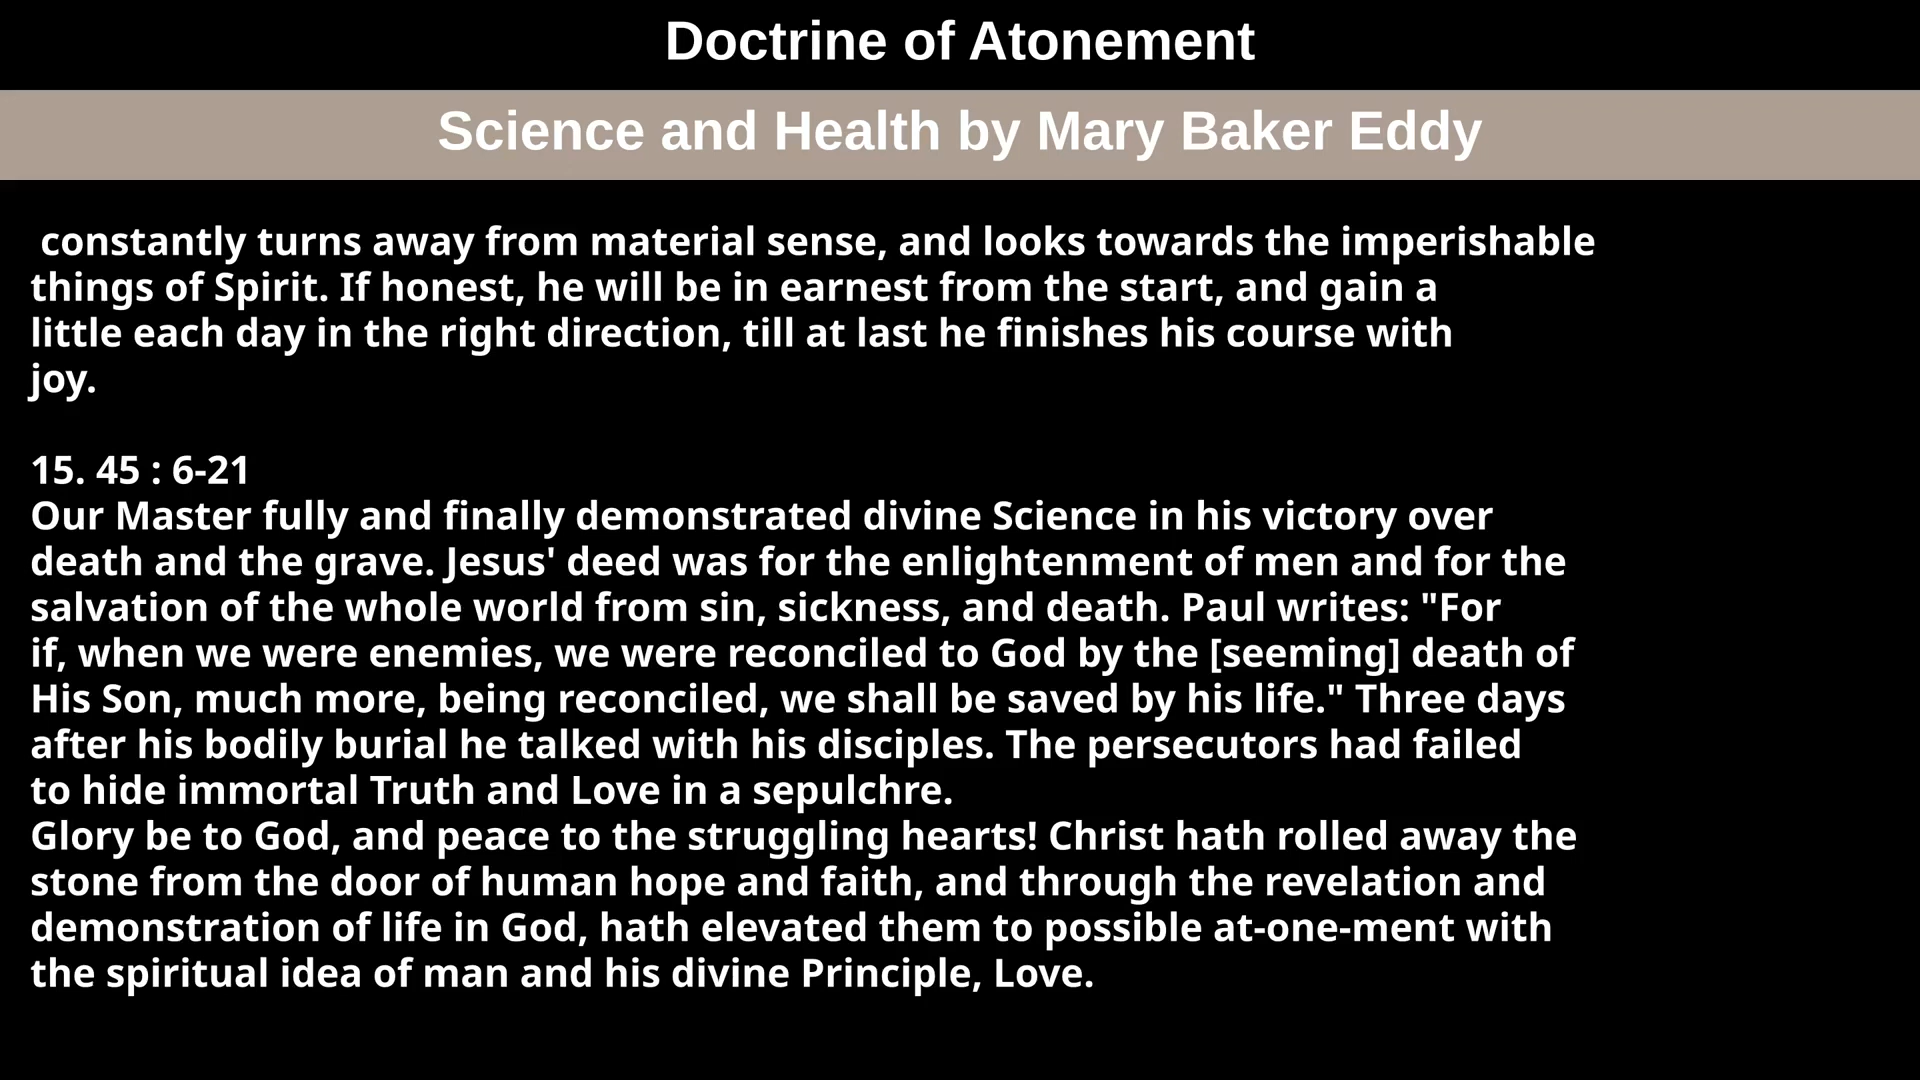 Doctrine of Atonement
Science and Health by Mary Baker Eddy
constantly turns away from material sense, and looks towards the imperishable
things of Spirit. If honest, he will be in earnest from the start, and gain a
little each day in the right direction, till at last he finishes his course with
joy.
15. 45 : 6-21
Our Master fully and finally demonstrated divine Science in his victory over
death and the grave. Jesus' deed was for the enlightenment of men and for the
salvation of the whole world from sin, sickness, and death. Paul writes: "For
if, when we were enemies, we were reconciled to God by the [seeming] death of
His Son, much more, being reconciled, we shall be saved by his life." Three days
after his bodily burial he talked with his disciples. The persecutors had failed
to hide immortal Truth and Love in a sepulchre.
Glory be to God, and peace to the struggling hearts! Christ hath rolled away the
stone from the door of human hope and faith, and through the revelation and
demonstration of life in God, hath elevated them to possible at-one-ment with
the spiritual idea of man and his divine Principle, Love.